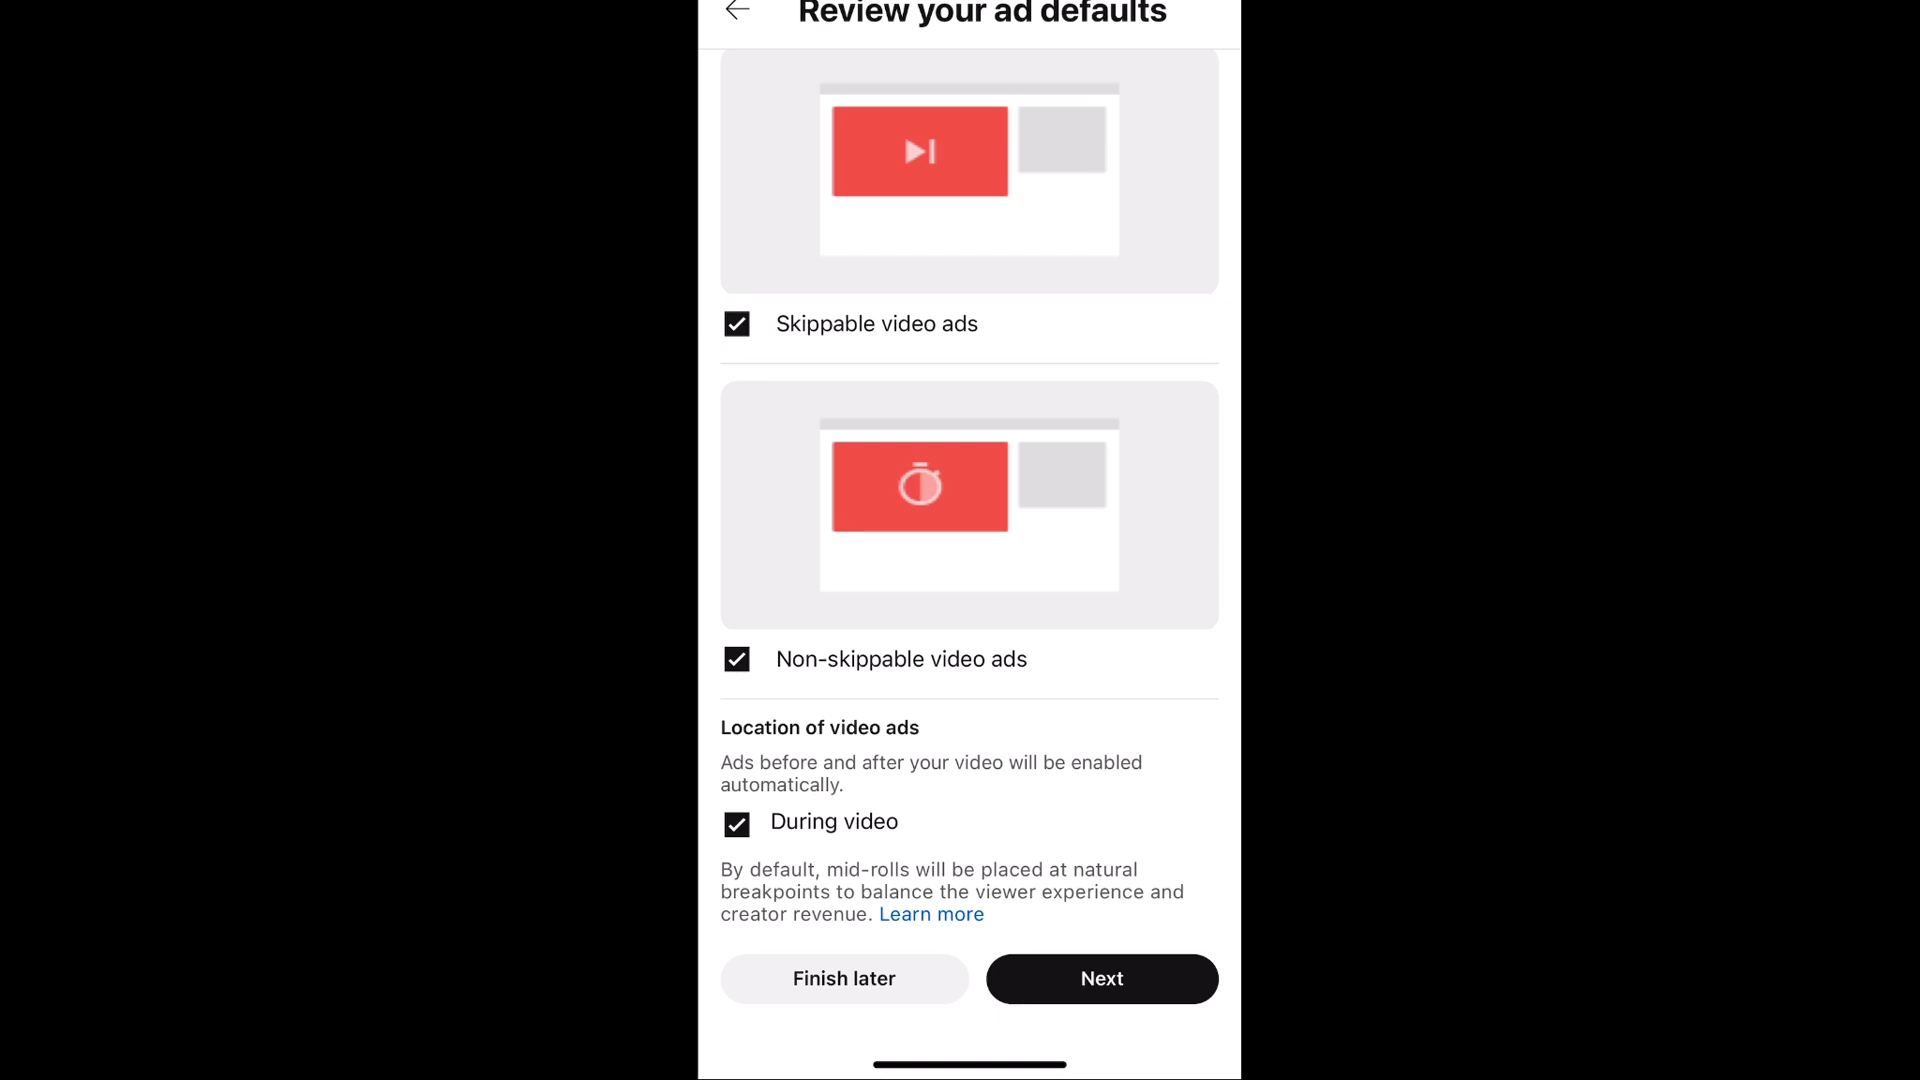 Review your ad defaults
Skippable video ads
Non-skippable video ads
Location of video ads
Ads before and after your video will be enabled
automatically.
During video
By default, mid-rolls will be placed at natural
breakpoints to balance the viewer experience and
creator revenue. Learn more
Finish later
Next